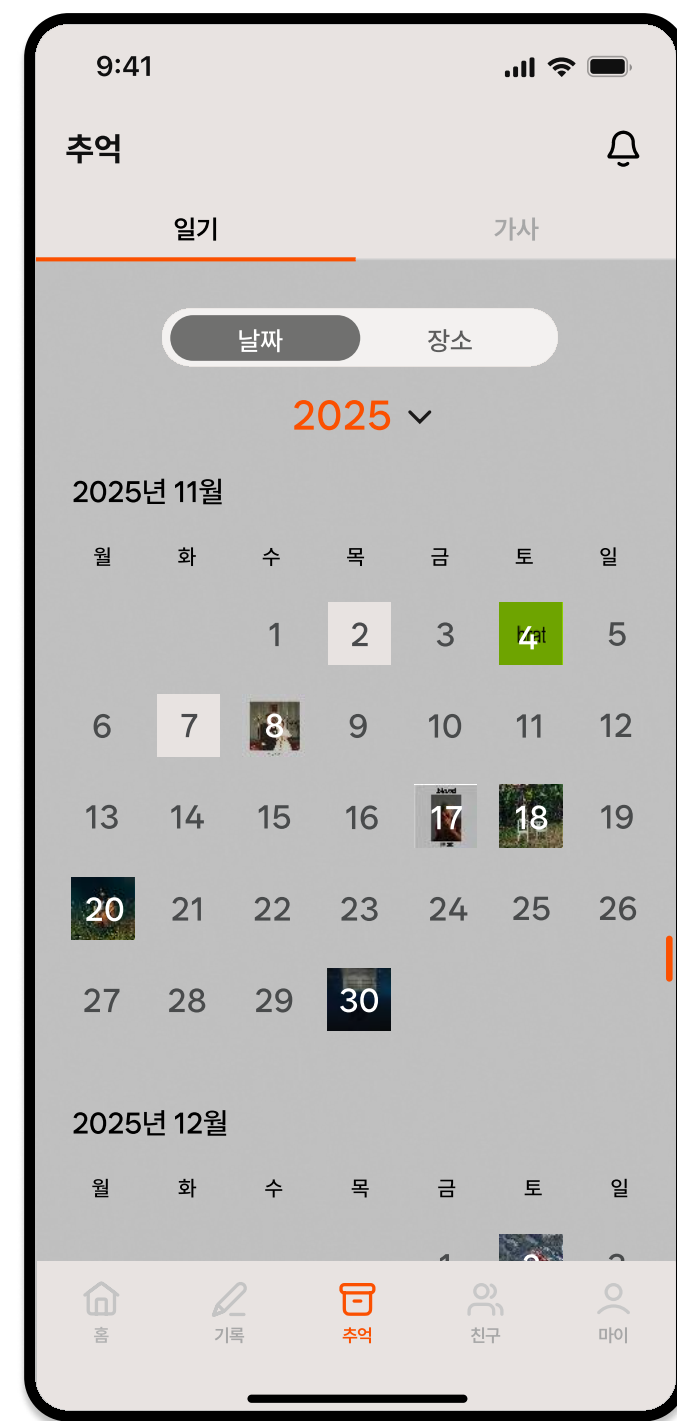 9:41
추억
일기 가사
날짜 장소
2025
2025년 11월
월 화 수 목 금 토 일
1 2 3 4 5
6 7 8 9 10 11 12
13 14 15 16 17 18 19
20 21 22 23 24 25 26
27 28 29 30
2025년 12월
월 화 수 목 금 토 일
홈 기록 추억 친구 마이